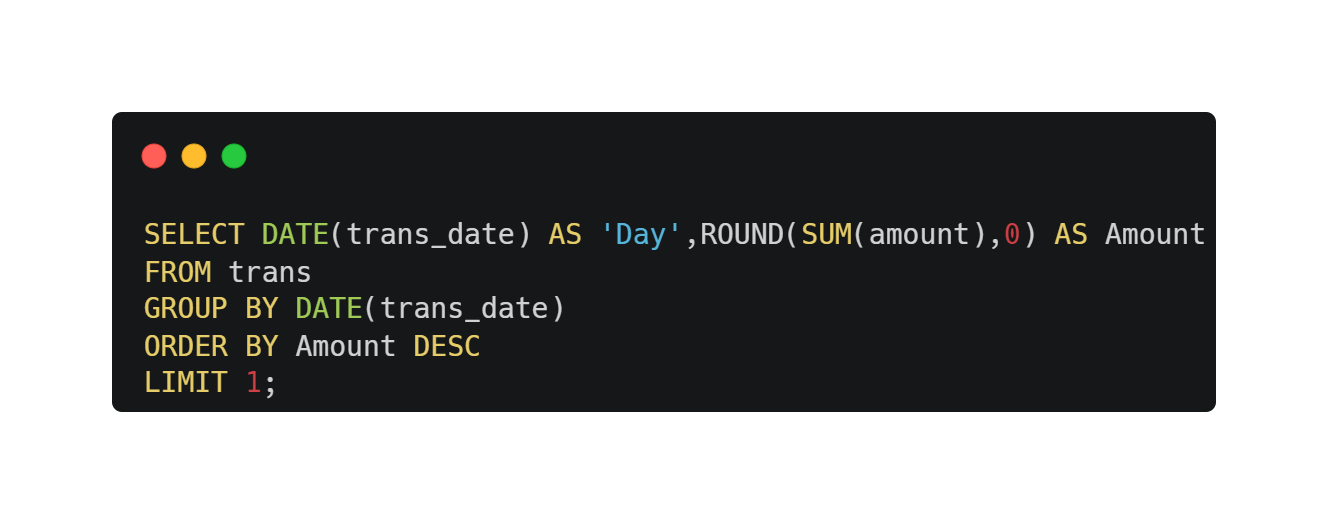 SELECT DATE(trans_date) AS 'Day',ROUND(SUM(amount),0) AS Amount
FROM trans
GROUP BY DATE(trans_date)
ORDER BY Amount DESC
LIMIT 1;